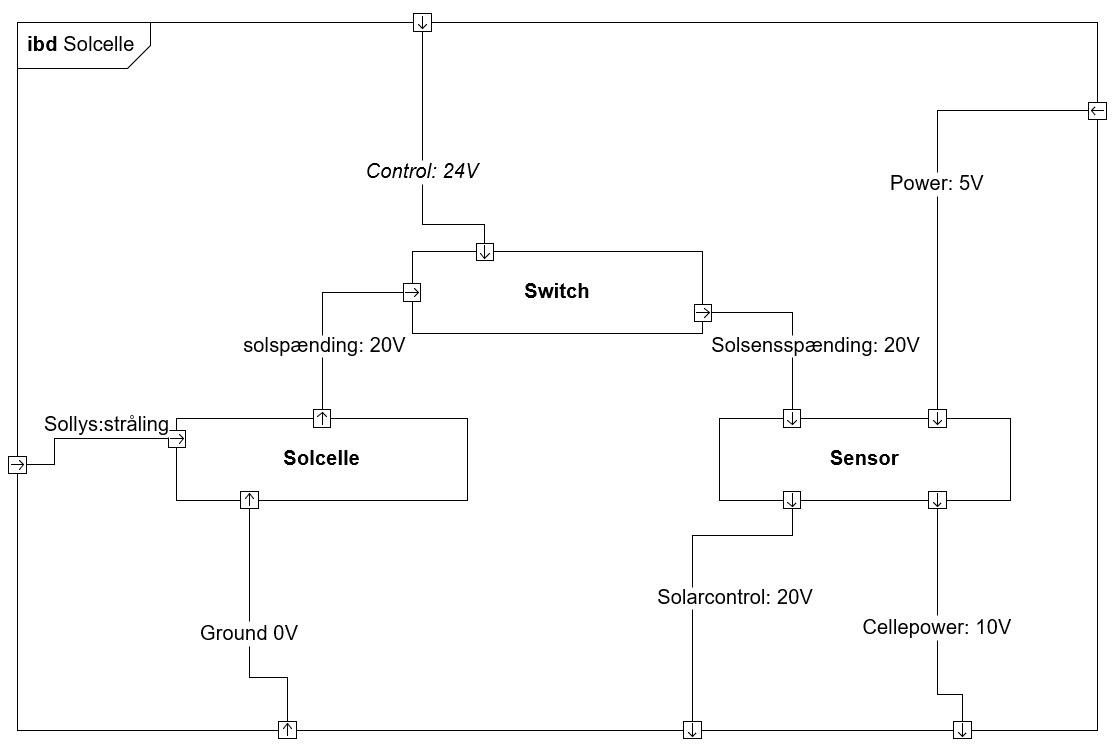 ibd Solcelle
Control: 24V
Power: 5V
Switch
solspænding: 20V
Solsensspænding: 20V
Sollys:stråling
Solcelle
Sensor
Solarcontrol: 20V
Ground 0V
Cellepower: 10V